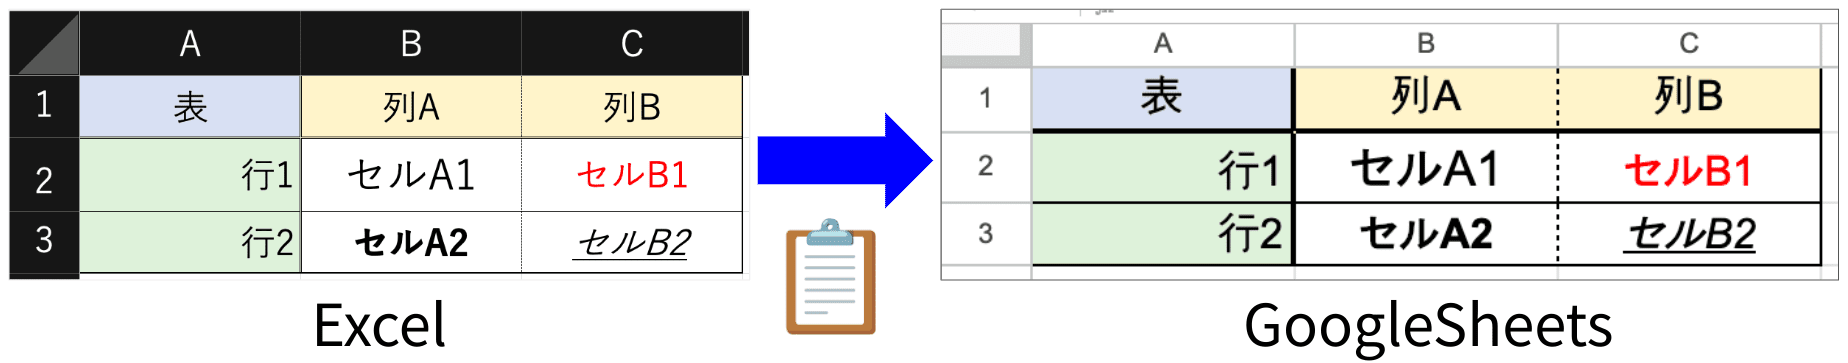 A B C
1 表 列A 列B
2 行1 セルA1 セルB1
3 行2 セルA2 セルB2
Excel
A B C
1 表 列A 列B
2 行1 セルA1 セルB1
3 行2 セルA2 セルB2
GoogleSheets